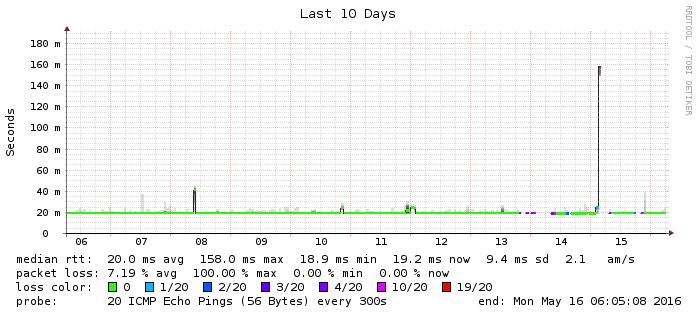 Last 10 Days
RRDTOOL / TOBI OETIKER
Seconds
180 m
160 m
140 m
120 m
100 m
80 m
60 m
40 m
20 m
0
06 07 08 09 10 11 12 13 14 15
median rtt: 20.0 ms avg 158.0 ms max 18.9 ms min 19.2 ms now 9.4 ms sd 2.1 am/s
packet loss: 7.19 % avg 100.00 % max 0.00 % min 0.00 % now
loss color: 0 1/20 2/20 3/20 4/20 10/20 19/20
probe: 20 ICMP Echo Pings (56 Bytes) every 300s end: Mon May 16 06:05:08 2016